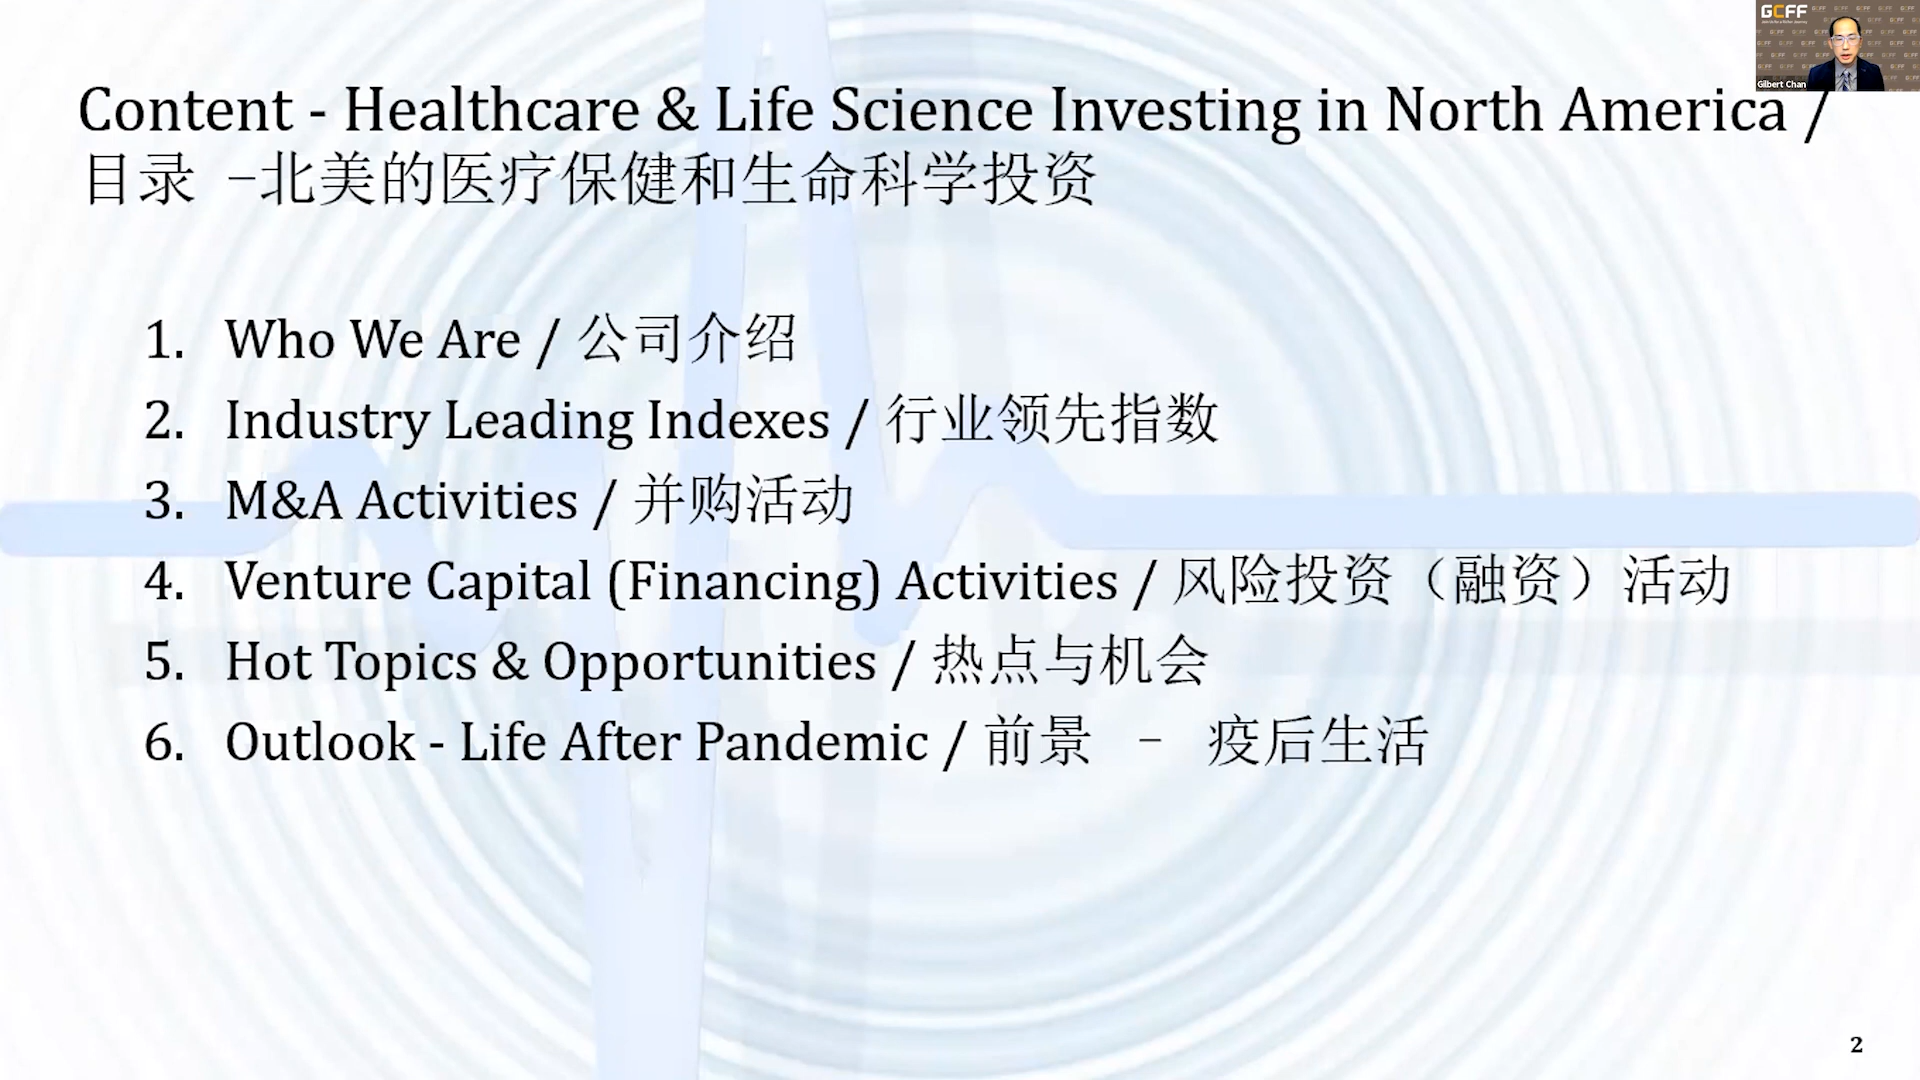 GCFF
Gilbert Chan
Content - Healthcare & Life Science Investing in North America /
目录 –北美的医疗保健和生命科学投资
1. Who We Are / 公司介绍
2. Industry Leading Indexes / 行业领先指数
3. M&A Activities / 并购活动
4. Venture Capital (Financing) Activities / 风险投资（融资）活动
5. Hot Topics & Opportunities / 热点与机会
6. Outlook - Life After Pandemic / 前景 – 疫后生活
2